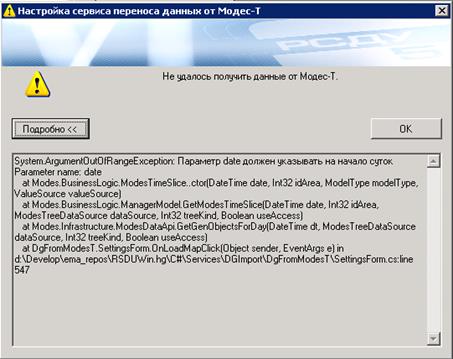 Настройка сервиса переноса данных от Модес-Т
РСДУ
5
Не удалось получить данные от Модес-Т.
Подробно <<
OK
System.ArgumentOutOfRangeException: Параметр date должен указывать на начало суток.
Parameter name: date
at Modes.BusinessLogic.ModesTimeSlice..ctor(DateTime date, Int32 idArea, ModelType modelType,
ValueSource valueSource)
at Modes.BusinessLogic.ManagerModel.GetModesTimeSlice(DateTime date, Int32 idArea,
ModesTreeDataSource dataSource, Int32 treeKind, Boolean useAccess)
at Modes.Infrastructure.ModesDataApi.GetGenObjectsForDay(DateTime dt, ModesTreeDataSource
dataSource, Int32 treeKind, Boolean useAccess)
at DgFromModesT.SettingsForm.OnLoadMapClick(Object sender, EventArgs e) in
d:\Develop\ema_repos\RSDUWin.hg\C#\Services\DGImport\DgFromModesT\SettingsForm.cs:line
547